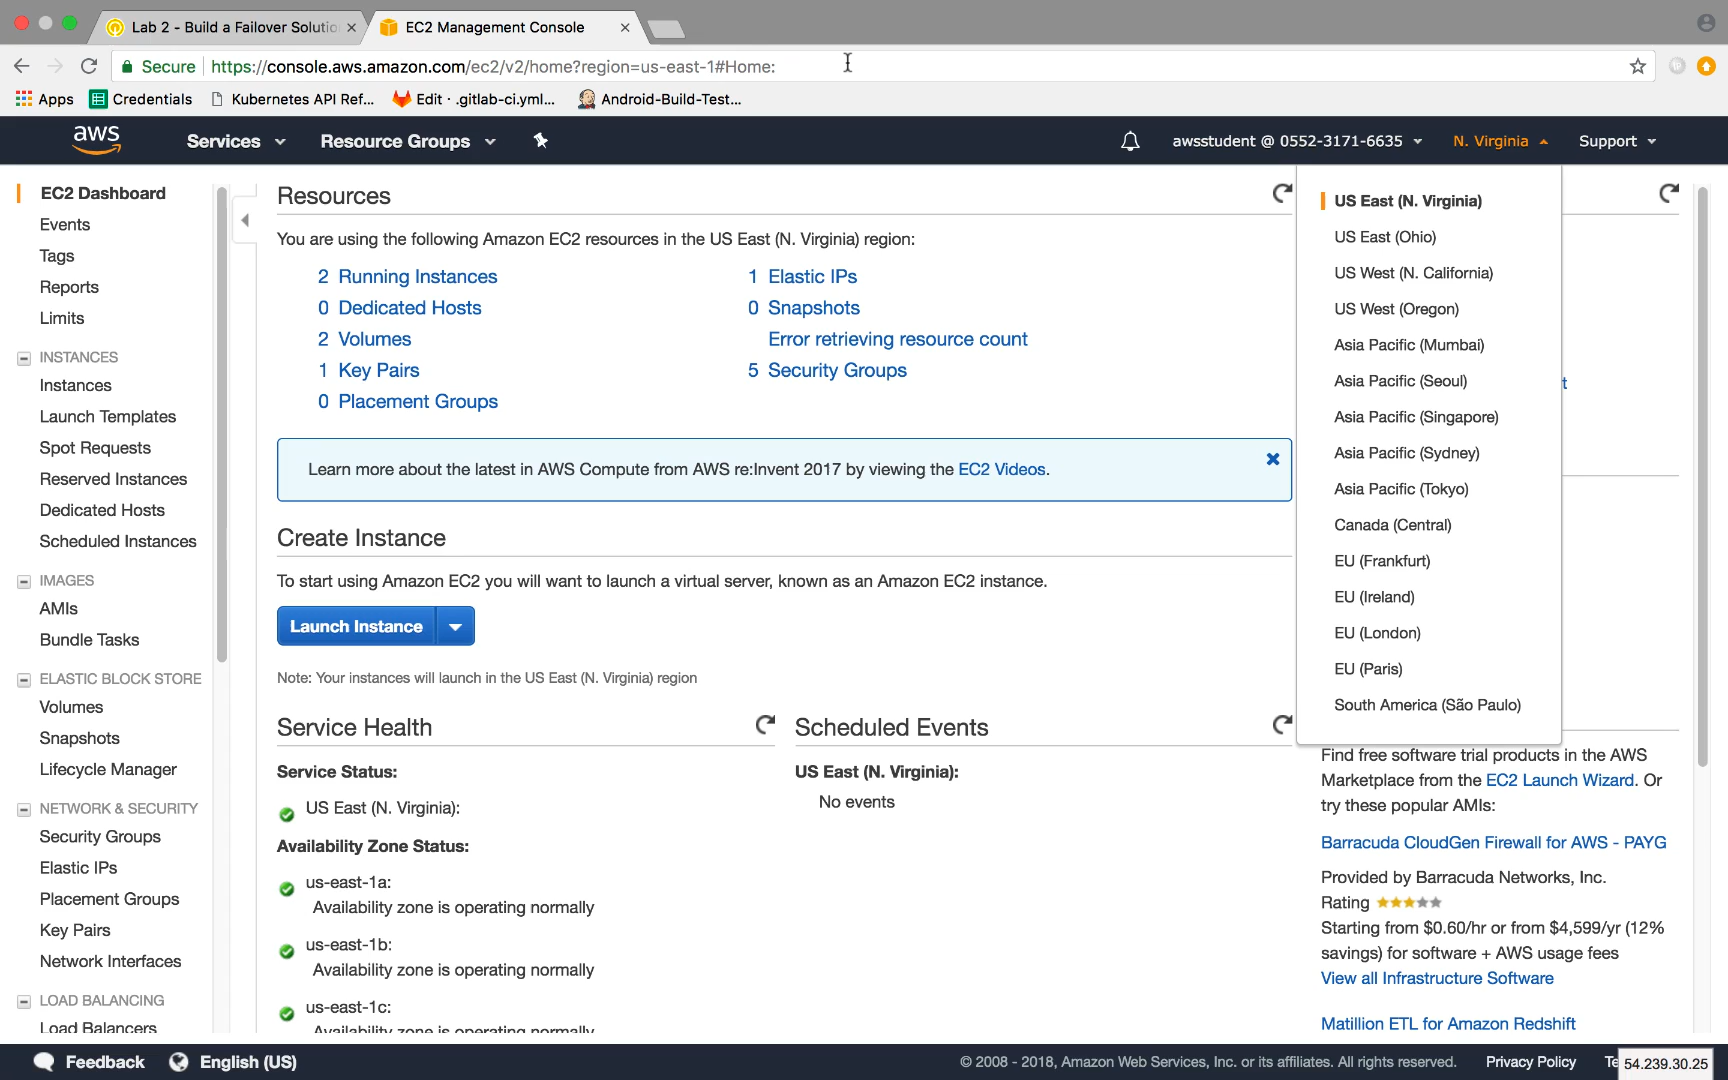 Lab 2 - Build a Failover Solutio
EC2 Management Console
Secure
https://console.aws.amazon.com/ec2/v2/home?region=us-east-1#Home:
Apps
Credentials
Kubernetes API Ref...
Edit · .gitlab-ci.yml...
Android-Build-Test...
aws
Services
Resource Groups
awsstudent @ 0552-3171-6635
N. Virginia
Support
EC2 Dashboard
Events
Tags
Reports
Limits
INSTANCES
Instances
Launch Templates
Spot Requests
Reserved Instances
Dedicated Hosts
Scheduled Instances
IMAGES
AMIs
Bundle Tasks
ELASTIC BLOCK STORE
Volumes
Snapshots
Lifecycle Manager
NETWORK & SECURITY
Security Groups
Elastic IPs
Placement Groups
Key Pairs
Network Interfaces
LOAD BALANCING
Load Balancers
Resources
You are using the following Amazon EC2 resources in the US East (N. Virginia) region:
2 Running Instances
0 Dedicated Hosts
2 Volumes
1 Key Pairs
0 Placement Groups
1 Elastic IPs
0 Snapshots
Error retrieving resource count
5 Security Groups
Learn more about the latest in AWS Compute from AWS re:Invent 2017 by viewing the EC2 Videos.
Create Instance
To start using Amazon EC2 you will want to launch a virtual server, known as an Amazon EC2 instance.
Launch Instance
Note: Your instances will launch in the US East (N. Virginia) region
Service Health
Service Status:
US East (N. Virginia):
Availability Zone Status:
us-east-1a:
Availability zone is operating normally
us-east-1b:
Availability zone is operating normally
us-east-1c:
Availability zone is operating normally
Scheduled Events
US East (N. Virginia):
No events
US East (N. Virginia)
US East (Ohio)
US West (N. California)
US West (Oregon)
Asia Pacific (Mumbai)
Asia Pacific (Seoul)
Asia Pacific (Singapore)
Asia Pacific (Sydney)
Asia Pacific (Tokyo)
Canada (Central)
EU (Frankfurt)
EU (Ireland)
EU (London)
EU (Paris)
South America (São Paulo)
t
Find free software trial products in the AWS
Marketplace from the EC2 Launch Wizard. Or
try these popular AMIs:
Barracuda CloudGen Firewall for AWS - PAYG
Provided by Barracuda Networks, Inc.
Rating
Starting from $0.60/hr or from $4,599/yr (12%
savings) for software + AWS usage fees
View all Infrastructure Software
Matillion ETL for Amazon Redshift
Feedback
English (US)
© 2008 - 2018, Amazon Web Services, Inc. or its affiliates. All rights reserved.
Privacy Policy
Te
54.239.30.25